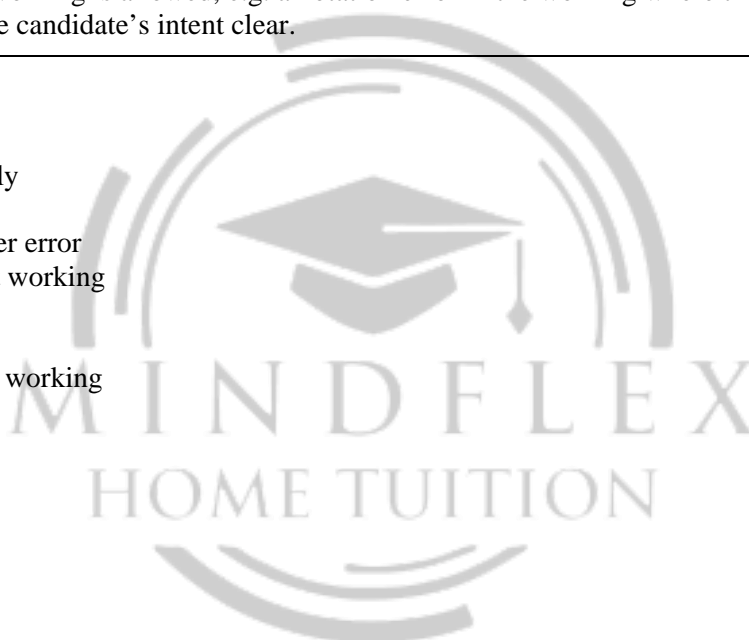 e candidate's intent clear.
ly
er error
working
working
MINDFLEX
HOME TUITION